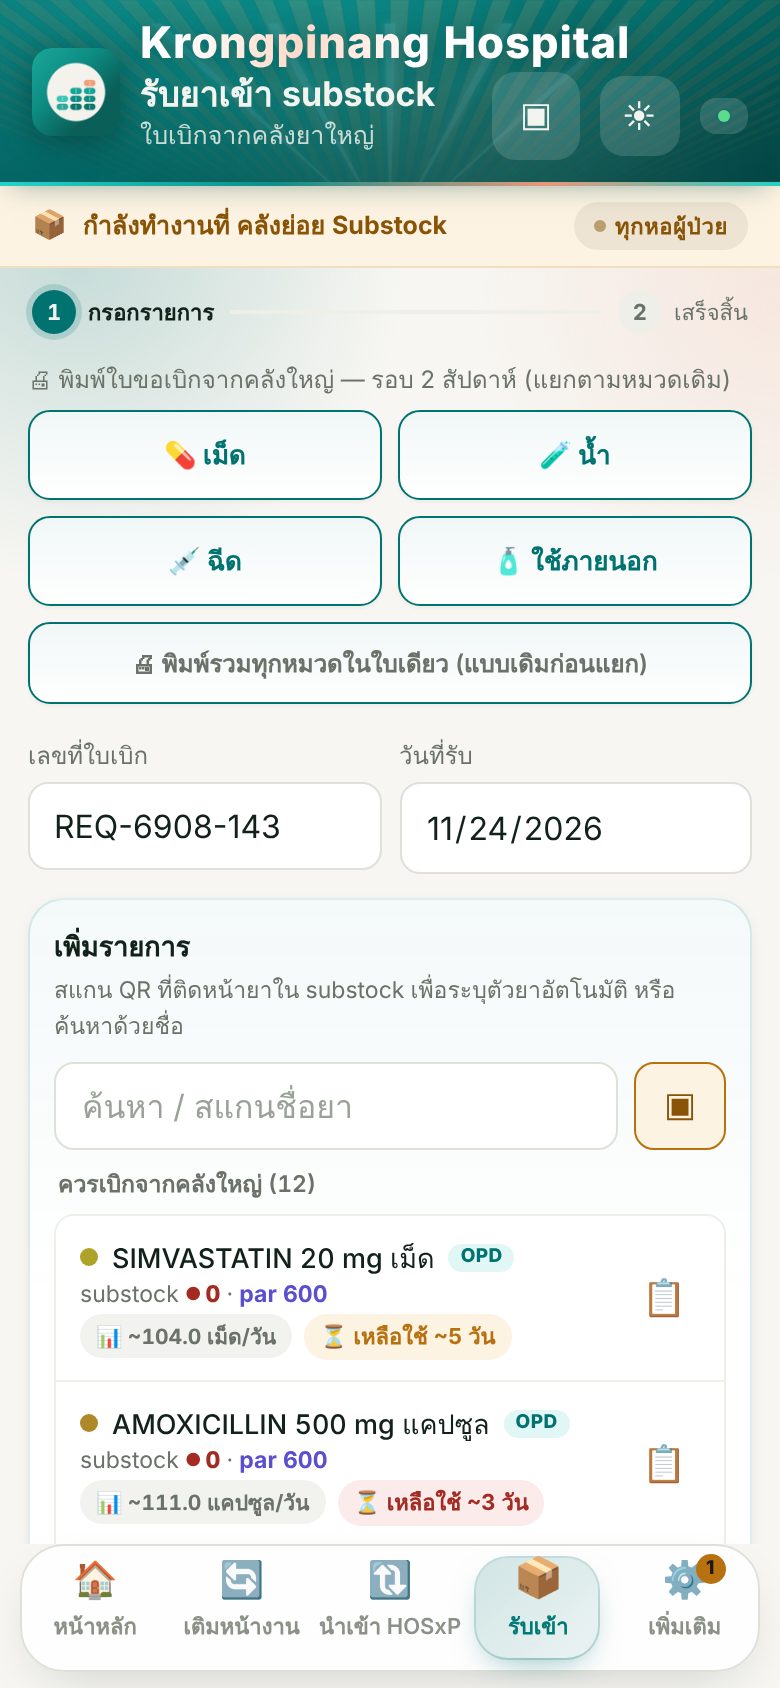 Krongpinang Hospital
รับยาเข้า substock
ใบเบิกจากคลังยาใหญ่
กำลังทำงานที่ คลังย่อย Substock
ทุกหอผู้ป่วย
1 กรอกรายการ
2 เสร็จสิ้น
พิมพ์ใบขอเบิกจากคลังใหญ่ — รอบ 2 สัปดาห์ (แยกตามหมวดเดิม)
เม็ด
น้ำ
ฉีด
ใช้ภายนอก
พิมพ์รวมทุกหมวดในใบเดียว (แบบเดิมก่อนแยก)
เลขที่ใบเบิก
วันที่รับ
REQ-6908-143
11/24/2026
เพิ่มรายการ
สแกน QR ที่ติดหน้ายาใน substock เพื่อระบุตัวยาอัตโนมัติ หรือ
ค้นหาด้วยชื่อ
ค้นหา / สแกนชื่อยา
ควรเบิกจากคลังใหญ่ (12)
SIMVASTATIN 20 mg เม็ด OPD
substock 0 · par 600
~104.0 เม็ด/วัน
เหลือใช้ ~5 วัน
AMOXICILLIN 500 mg แคปซูล OPD
substock 0 · par 600
~111.0 แคปซูล/วัน
เหลือใช้ ~3 วัน
1
หน้าหลัก
เติมหน้างาน
นำเข้า HOSxP
รับเข้า
เพิ่มเติม